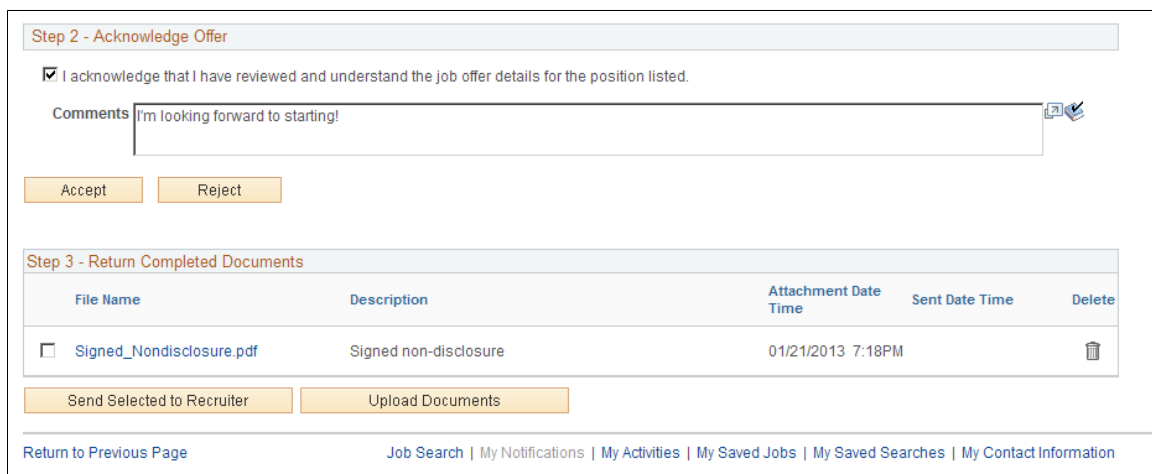 Step 2 - Acknowledge Offer
I acknowledge that I have reviewed and understand the job offer details for the position listed.
Comments I'm looking forward to starting!
Accept Reject
Step 3 - Return Completed Documents
File Name Description Attachment Date Time Sent Date Time Delete
Signed_Nondisclosure.pdf Signed non-disclosure 01/21/2013 7:18PM
Send Selected to Recruiter Upload Documents
Return to Previous Page Job Search | My Notifications | My Activities | My Saved Jobs | My Saved Searches | My Contact Information